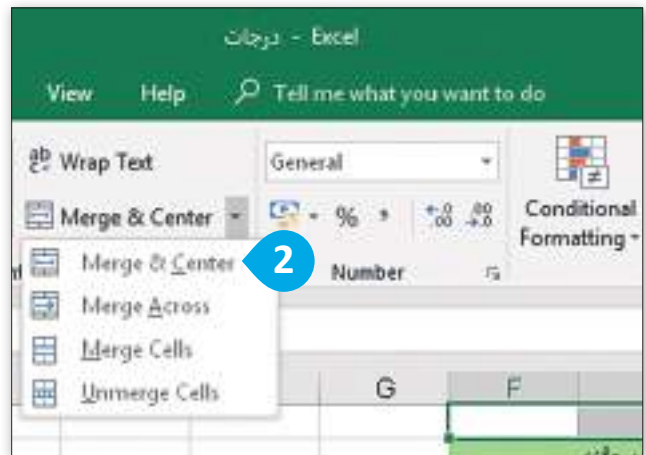 درجات - Excel
View Help Tell me what you want to do
Wrap Text General
Merge & Center % Conditional Formatting
Merge & Center 2 Number
Merge Across
Merge Cells
Unmerge Cells
G F